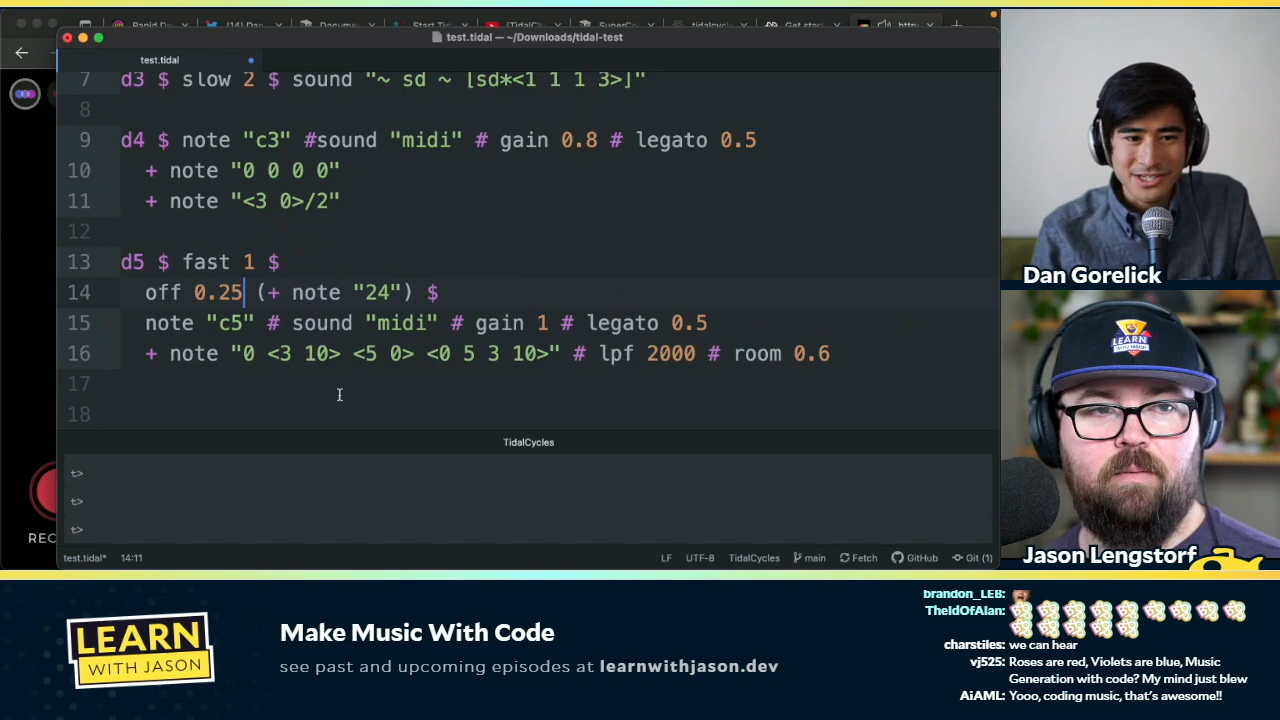 test.tidal — ~/Downloads/tidal-test
test.tidal
7 d3 $ slow 2 $ sound "~ sd ~ [sd*<1 1 1 3>]"
8
9 d4 $ note "c3" #sound "midi" # gain 0.8 # legato 0.5
10 + note "0 0 0 0"
11 + note "<3 0>/2"
12
13 d5 $ fast 1 $
14 off 0.25 (+ note "24") $
15 note "c5" # sound "midi" # gain 1 # legato 0.5
16 + note "0 <3 10> <5 0> <0 5 3 10>" # lpf 2000 # room 0.6
17
18
TidalCycles
t>
t>
t>
REC
test.tidal* 14:11 LF UTF-8 TidalCycles main Fetch GitHub Git (1)
Dan Gorelick
LEARN
WITH JASON
Jason Lengstorf
LEARN
WITH JASON
Make Music With Code
see past and upcoming episodes at learnwithjason.dev
brandon_LEB:
TheIdOfAlan:
charstiles: we can hear
vj525: Roses are red, Violets are blue, Music
Generation with code? My mind just blew
AiAML: Yooo, coding music, that's awesome!!